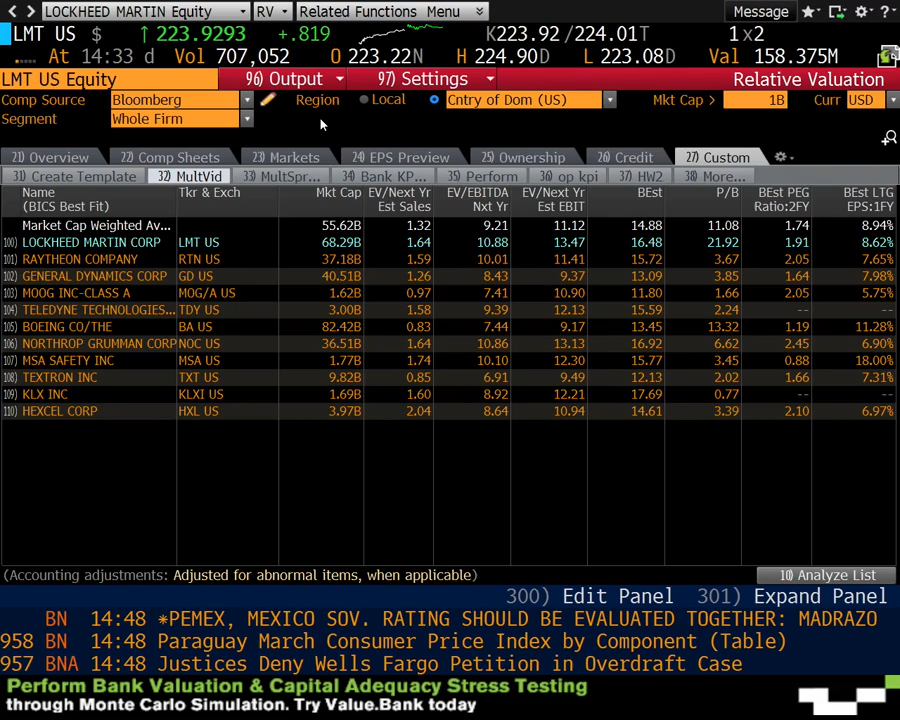 LOCKHEED MARTIN Equity RV Related Functions Menu Message
LMT US $ ↑ 223.9293 +.819 K223.92 /224.01T 1x2
At 14:33 d Vol 707,052 O 223.22N H 224.90D L 223.08D Val 158.375M
LMT US Equity 96) Output 97) Settings Relative Valuation
Comp Source Bloomberg Region Local Cntry of Dom (US) Mkt Cap > 1B Curr USD
Segment Whole Firm
21) Overview 22) Comp Sheets 23) Markets 24) EPS Preview 25) Ownership 26) Credit 27) Custom
31) Create Template 32) MultVid 33) MultSpr... 34) Bank KP... 35) Perform 36) op kpi 37) HW2 38) More...
Name Tkr & Exch Mkt Cap EV/Next Yr EV/EBITDA EV/Next Yr BEst P/B BEst PEG BEst LTG
(BICS Best Fit) Est Sales Nxt Yr Est EBIT Ratio:2FY EPS:1FY
Market Cap Weighted Av... 55.62B 1.32 9.21 11.12 14.88 11.08 1.74 8.94%
100) LOCKHEED MARTIN CORP LMT US 68.29B 1.64 10.88 13.47 16.48 21.92 1.91 8.62%
101) RAYTHEON COMPANY RTN US 37.18B 1.59 10.01 11.41 15.72 3.67 2.05 7.65%
102) GENERAL DYNAMICS CORP GD US 40.51B 1.26 8.43 9.37 13.09 3.85 1.64 7.98%
103) MOOG INC-CLASS A MOG/A US 1.62B 0.97 7.41 10.90 11.80 1.66 2.05 5.75%
104) TELEDYNE TECHNOLOGIES... TDY US 3.00B 1.58 9.39 12.13 15.59 2.24 -- --
105) BOEING CO/THE BA US 82.42B 0.83 7.44 9.17 13.45 13.32 1.19 11.28%
106) NORTHROP GRUMMAN CORP NOC US 36.51B 1.64 10.86 13.13 16.92 6.62 2.45 6.90%
107) MSA SAFETY INC MSA US 1.77B 1.74 10.10 12.30 15.77 3.45 0.88 18.00%
108) TEXTRON INC TXT US 9.82B 0.85 6.91 9.49 12.13 2.02 1.66 7.31%
109) KLX INC KLXI US 1.69B 1.60 8.92 12.21 17.69 0.77 -- --
110) HEXCEL CORP HXL US 3.97B 2.04 8.64 10.94 14.61 3.39 2.10 6.97%
(Accounting adjustments: Adjusted for abnormal items, when applicable) 10) Analyze List
300) Edit Panel 301) Expand Panel
BN 14:48 *PEMEX, MEXICO SOV. RATING SHOULD BE EVALUATED TOGETHER: MADRAZO
958 BN 14:48 Paraguay March Consumer Price Index by Component (Table)
957 BNA 14:48 Justices Deny Wells Fargo Petition in Overdraft Case
Perform Bank Valuation & Capital Adequacy Stress Testing
through Monte Carlo Simulation. Try Value.Bank today